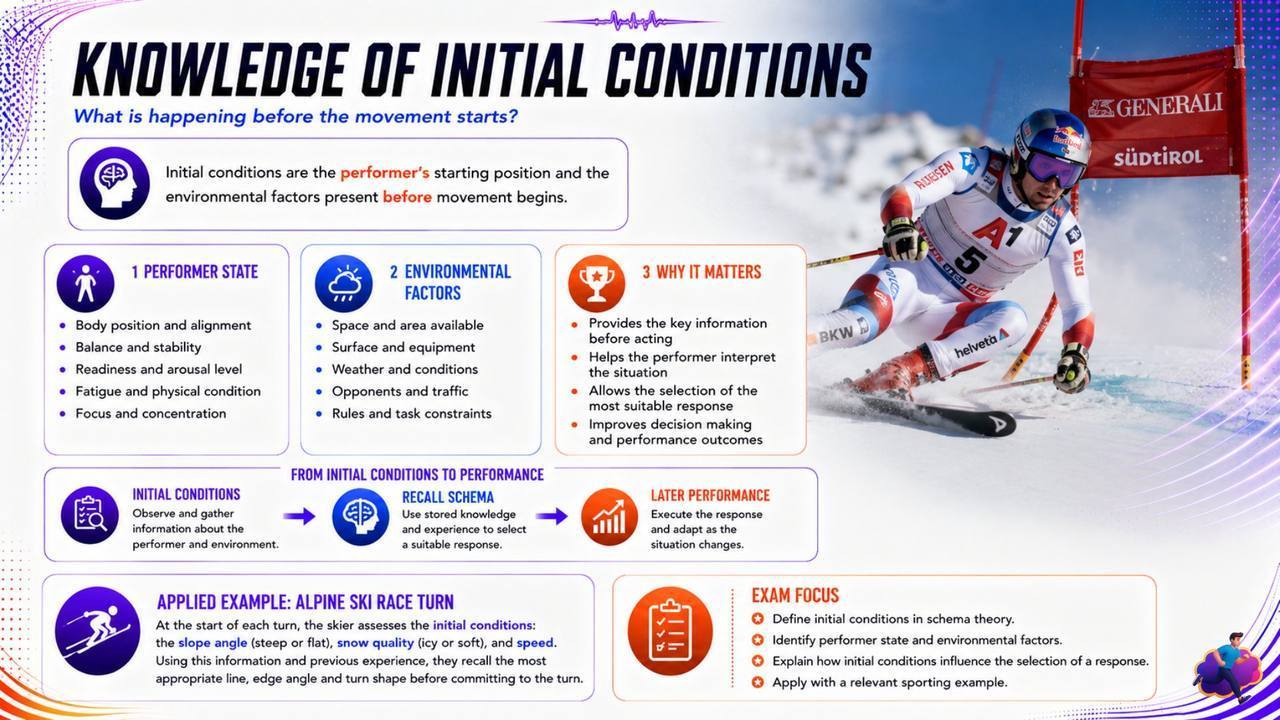 KNOWLEDGE OF INITIAL CONDITIONS
What is happening before the movement starts?
Initial conditions are the performer's starting position and the
environmental factors present before movement begins.
1 PERFORMER STATE
• Body position and alignment
• Balance and stability
• Readiness and arousal level
• Fatigue and physical condition
• Focus and concentration
2 ENVIRONMENTAL
FACTORS
• Space and area available
• Surface and equipment
• Weather and conditions
• Opponents and traffic
• Rules and task constraints
3 WHY IT MATTERS
• Provides the key information
before acting
• Helps the performer interpret
the situation
• Allows the selection of the
most suitable response
• Improves decision making
and performance outcomes
GENERALI
SÜDTIROL
Red Bull
A1
5
BKW
helvetia
FROM INITIAL CONDITIONS TO PERFORMANCE
INITIAL CONDITIONS
Observe and gather
information about the
performer and environment.
RECALL SCHEMA
Use stored knowledge
and experience to select
a suitable response.
LATER PERFORMANCE
Execute the response
and adapt as the
situation changes.
APPLIED EXAMPLE: ALPINE SKI RACE TURN
At the start of each turn, the skier assesses the initial conditions:
the slope angle (steep or flat), snow quality (icy or soft), and speed.
Using this information and previous experience, they recall the most
appropriate line, edge angle and turn shape before committing to the turn.
EXAM FOCUS
Define initial conditions in schema theory.
Identify performer state and environmental factors.
Explain how initial conditions influence the selection of a response.
Apply with a relevant sporting example.